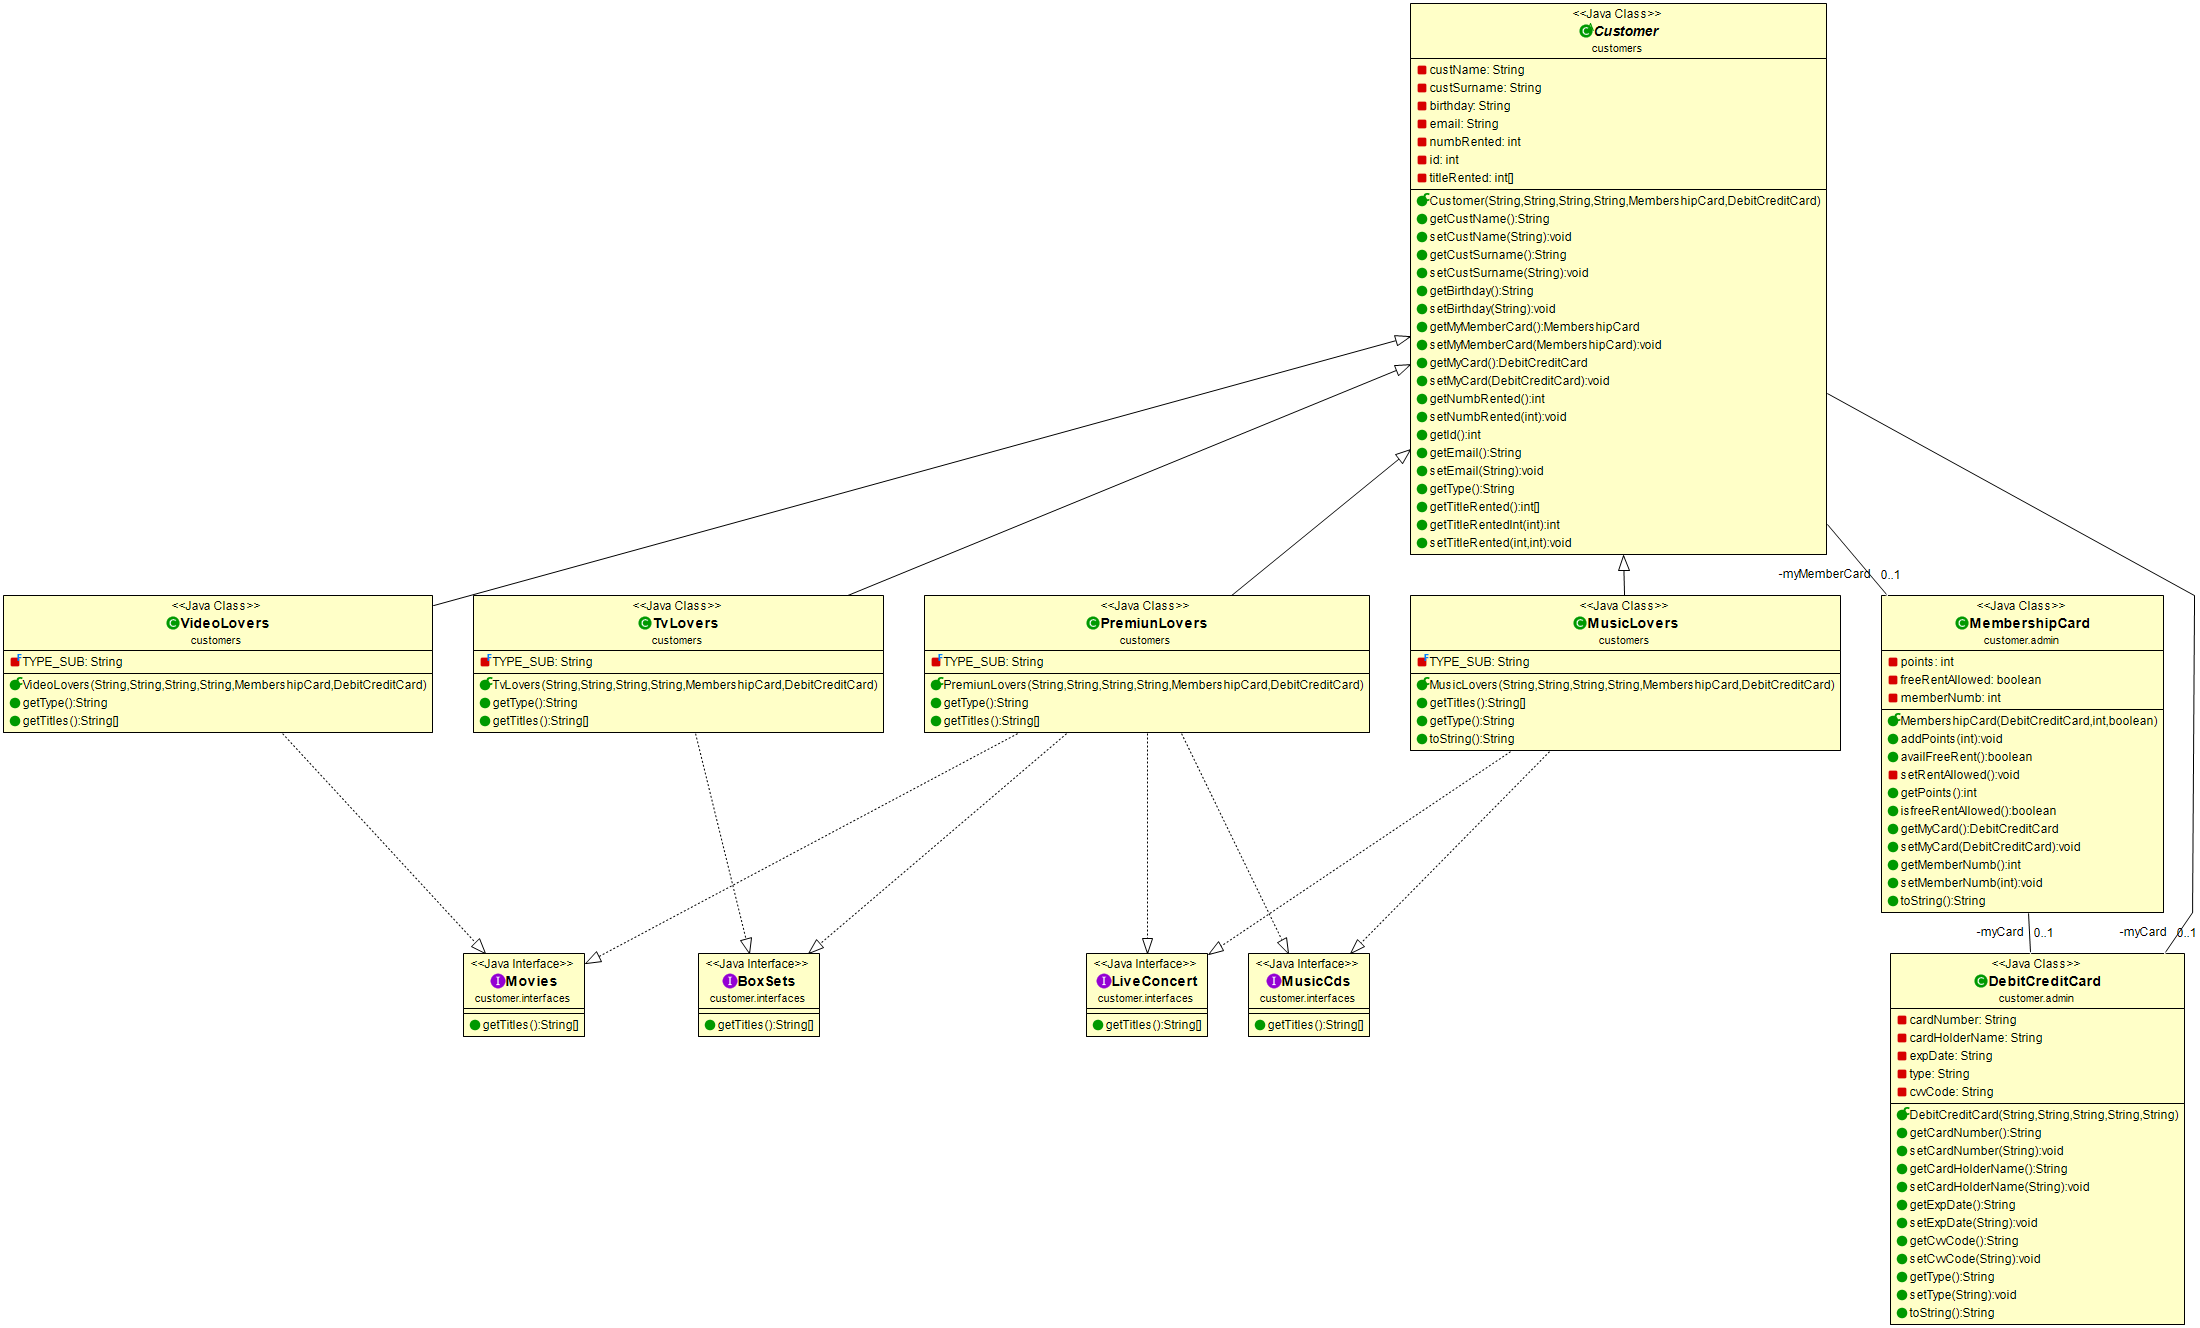 <<Java Class>>
Customer
customers
custName: String
custSurname: String
birthday: String
email: String
numbRented: int
id: int
titleRented: int[]
Customer(String,String,String,String,MembershipCard,DebitCreditCard)
getCustName():String
setCustName(String):void
getCustSurname():String
setCustSurname(String):void
getBirthday():String
setBirthday(String):void
getMyMemberCard():MembershipCard
setMyMemberCard(MembershipCard):void
getMyCard():DebitCreditCard
setMyCard(DebitCreditCard):void
getNumbRented():int
setNumbRented(int):void
getId():int
getEmail():String
setEmail(String):void
getType():String
getTitleRented():int[]
getTitleRentedInt(int):int
setTitleRented(int,int):void
-myMemberCard 0..1
<<Java Class>>
VideoLovers
customers
TYPE_SUB: String
VideoLovers(String,String,String,String,MembershipCard,DebitCreditCard)
getType():String
getTitles():String[]
<<Java Class>>
TvLovers
customers
TYPE_SUB: String
TvLovers(String,String,String,String,MembershipCard,DebitCreditCard)
getType():String
getTitles():String[]
<<Java Class>>
PremiunLovers
customers
TYPE_SUB: String
PremiunLovers(String,String,String,String,MembershipCard,DebitCreditCard)
getType():String
getTitles():String[]
<<Java Class>>
MusicLovers
customers
TYPE_SUB: String
MusicLovers(String,String,String,String,MembershipCard,DebitCreditCard)
getTitles():String[]
getType():String
toString():String
<<Java Class>>
MembershipCard
customer.admin
points: int
freeRentAllowed: boolean
memberNumb: int
MembershipCard(DebitCreditCard,int,boolean)
addPoints(int):void
availFreeRent():boolean
setRentAllowed():void
getPoints():int
isfreeRentAllowed():boolean
getMyCard():DebitCreditCard
setMyCard(DebitCreditCard):void
getMemberNumb():int
setMemberNumb(int):void
toString():String
-myCard 0..1
-myCard 0..1
<<Java Interface>>
Movies
customer.interfaces
getTitles():String[]
<<Java Interface>>
BoxSets
customer.interfaces
getTitles():String[]
<<Java Interface>>
LiveConcert
customer.interfaces
getTitles():String[]
<<Java Interface>>
MusicCds
customer.interfaces
getTitles():String[]
<<Java Class>>
DebitCreditCard
customer.admin
cardNumber: String
cardHolderName: String
expDate: String
type: String
cvvCode: String
DebitCreditCard(String,String,String,String,String)
getCardNumber():String
setCardNumber(String):void
getCardHolderName():String
setCardHolderName(String):void
getExpDate():String
setExpDate(String):void
getCvvCode():String
setCvvCode(String):void
getType():String
setType(String):void
toString():String